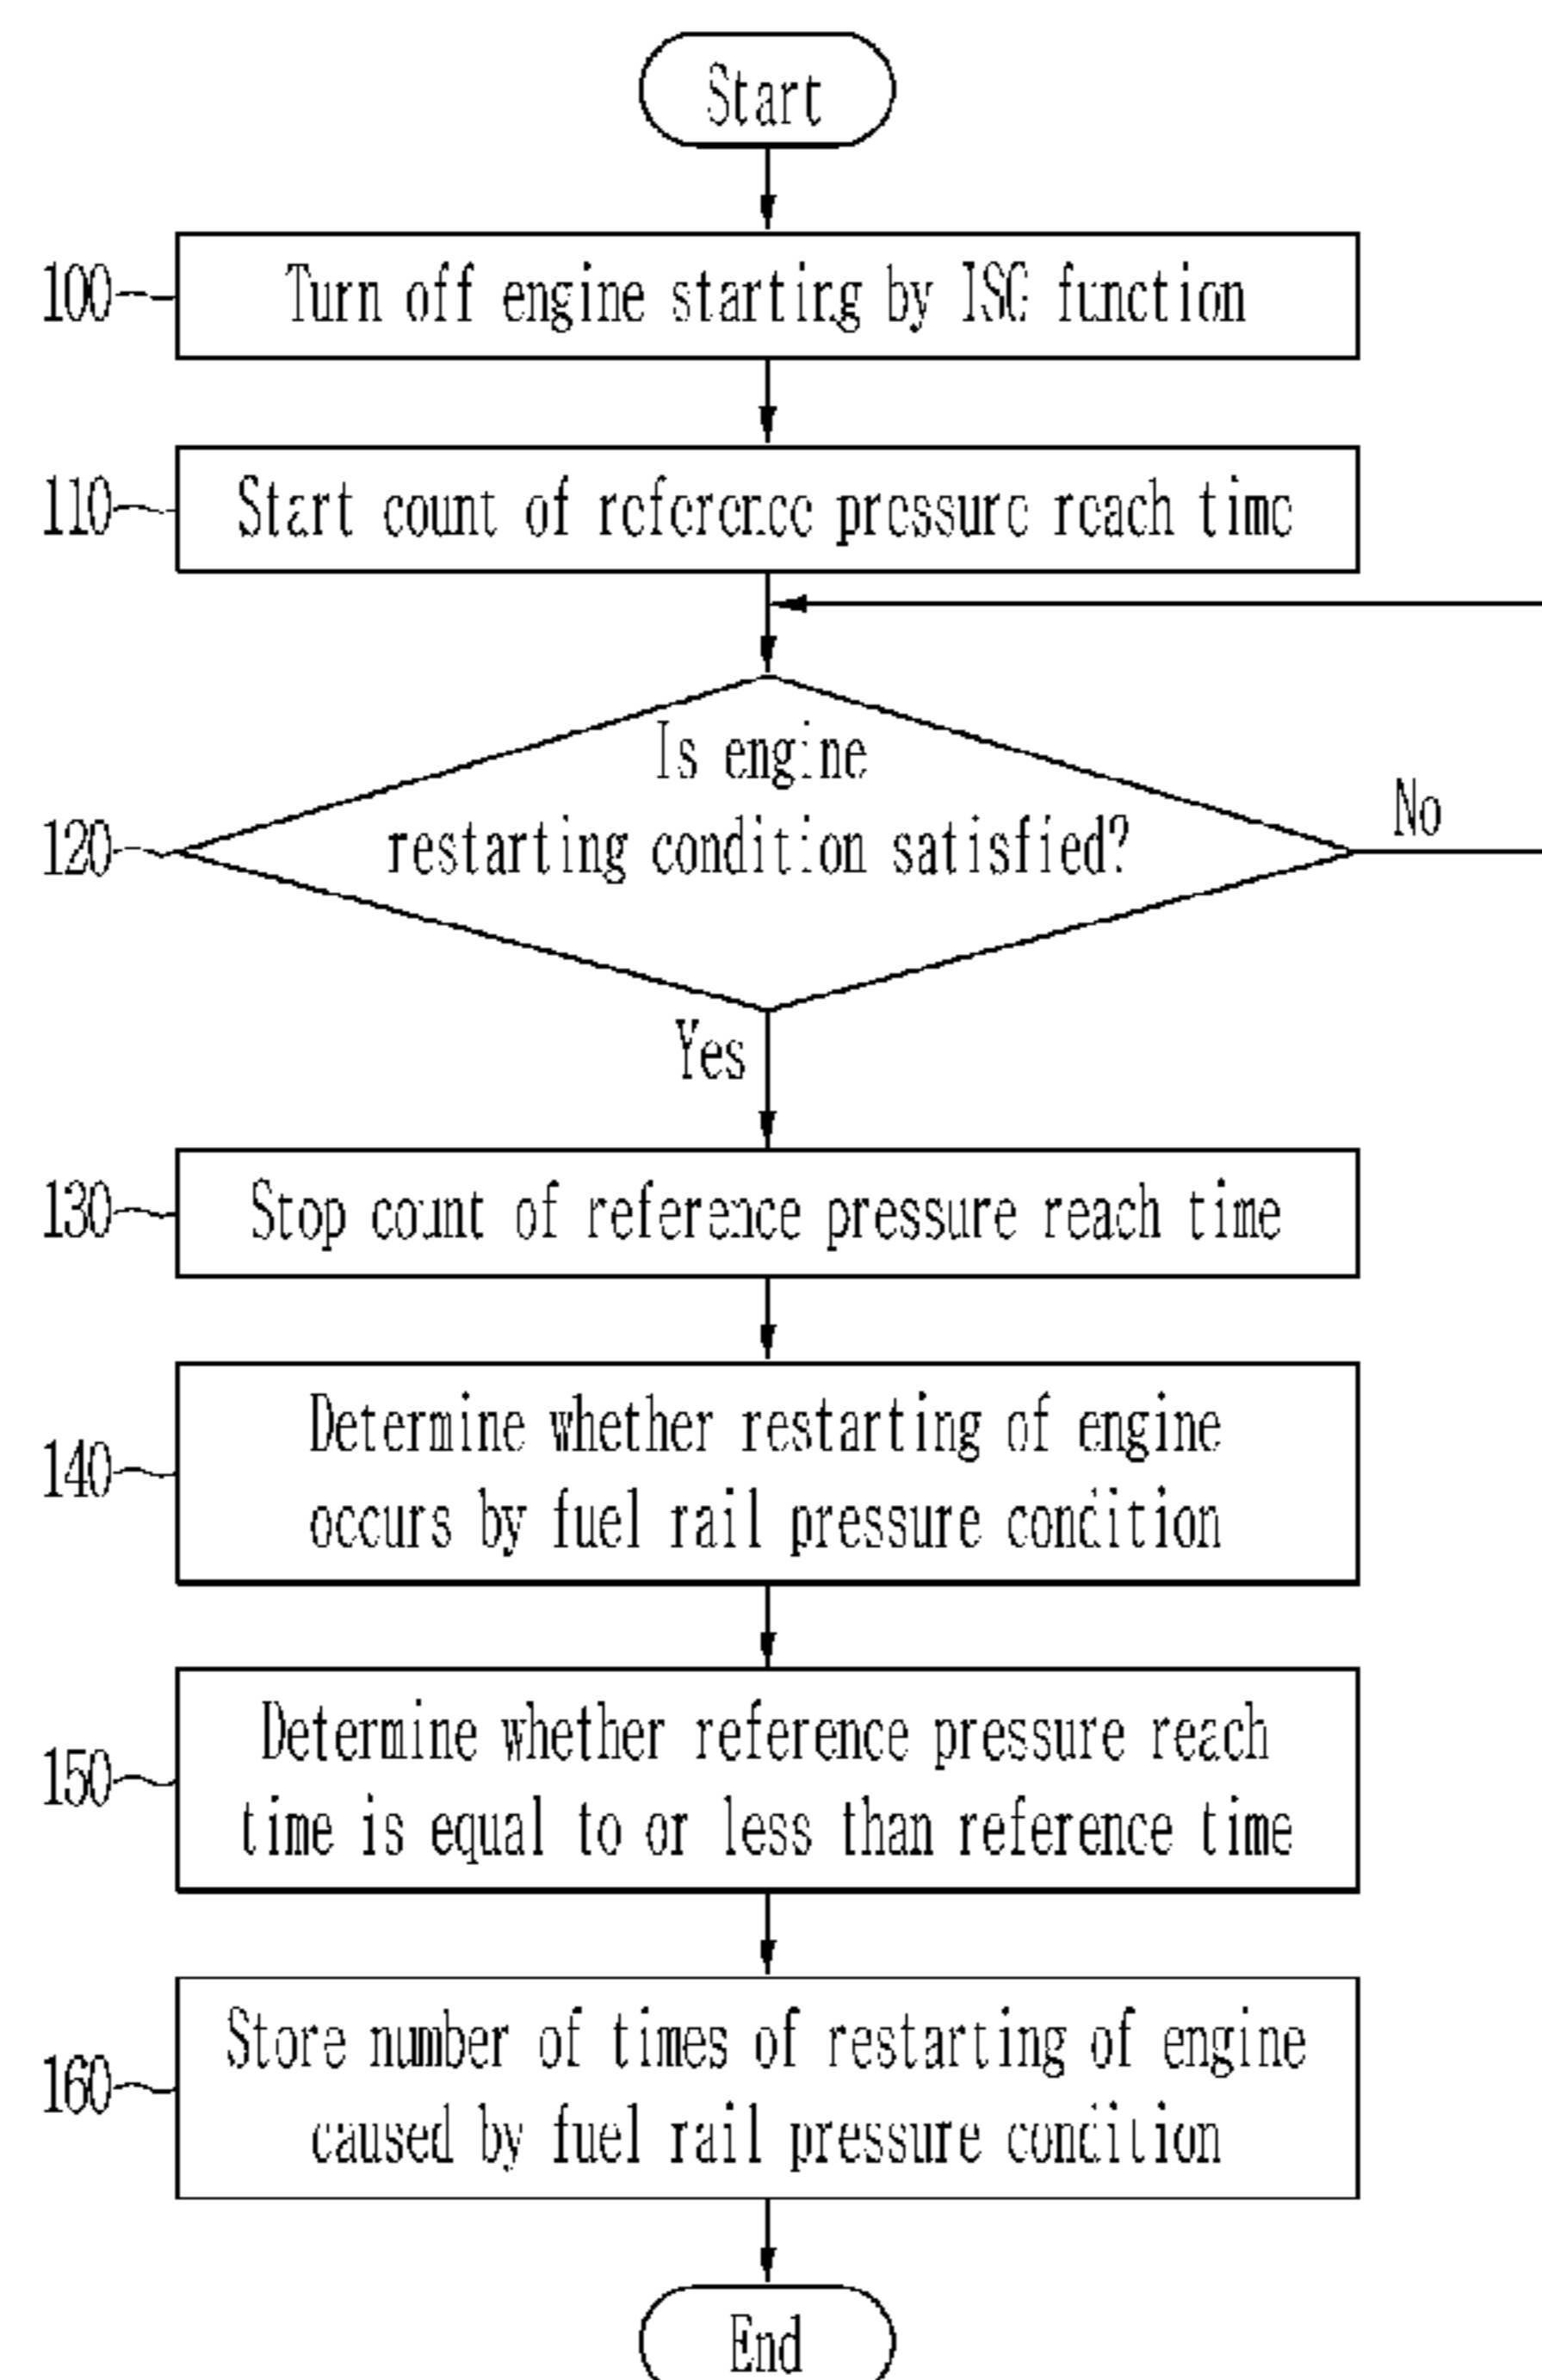 Start
100 Turn off engine starting by ISG function
110 Start count of reference pressure reach time
Is engine
120 restarting condition satisfied? No
Yes
130 Stop count of reference pressure reach time
Determine whether restarting of engine
140
occurs by fuel rail pressure condition
Determine whether reference pressure reach
150
time is equal to or less than reference time
Store number of times of restarting of engine
160
caused by fuel rail pressure condition
End